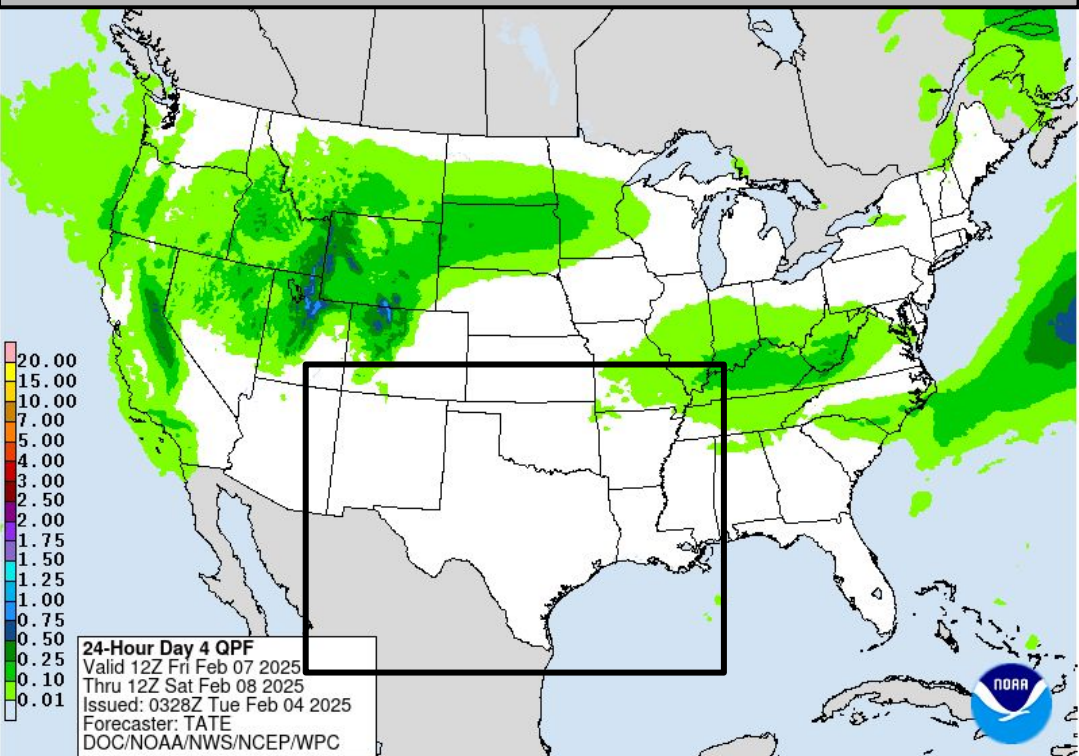 20.00
15.00
10.00
7.00
5.00
4.00
3.00
2.50
2.00
1.75
1.50
1.25
1.00
0.75
0.50
0.25
0.10
0.01
24-Hour Day 4 QPF
Valid 12Z Fri Feb 07 2025
Thru 12Z Sat Feb 08 2025
Issued: 0328Z Tue Feb 04 2025
Forecaster: TATE
DOC/NOAA/NWS/NCEP/WPC
NOAA